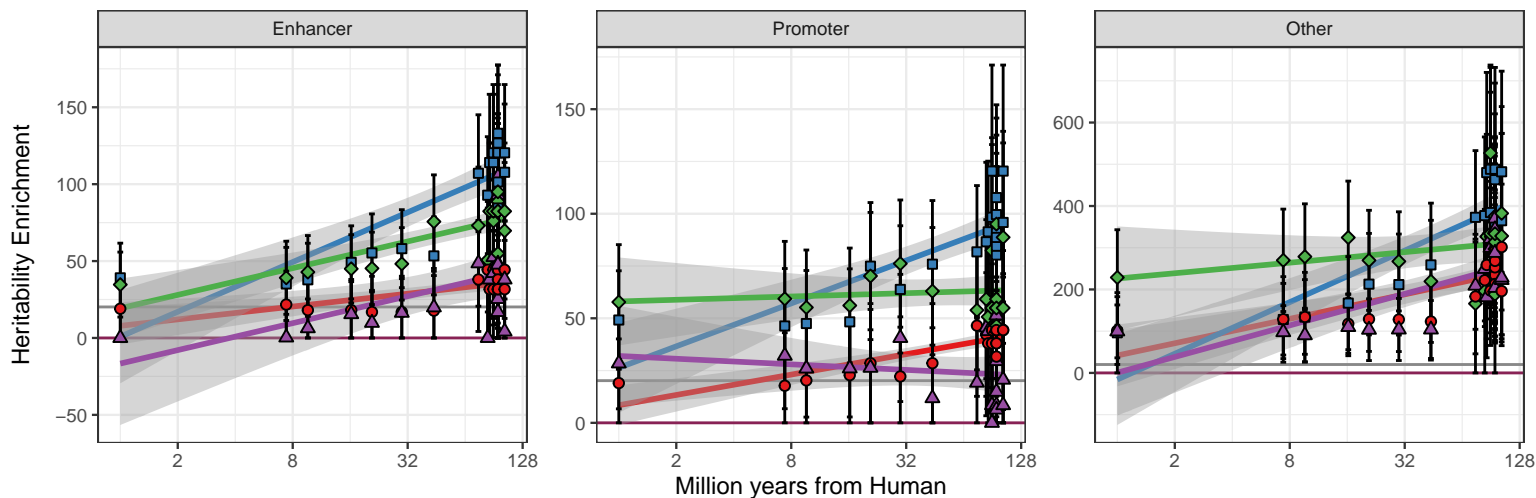 Enhancer
Promoter
Other
Heritability Enrichment
150
100
50
0
−50
150
100
50
0
600
400
200
0
2 8 32 128
2 8 32 128
2 8 32 128
Million years from Human